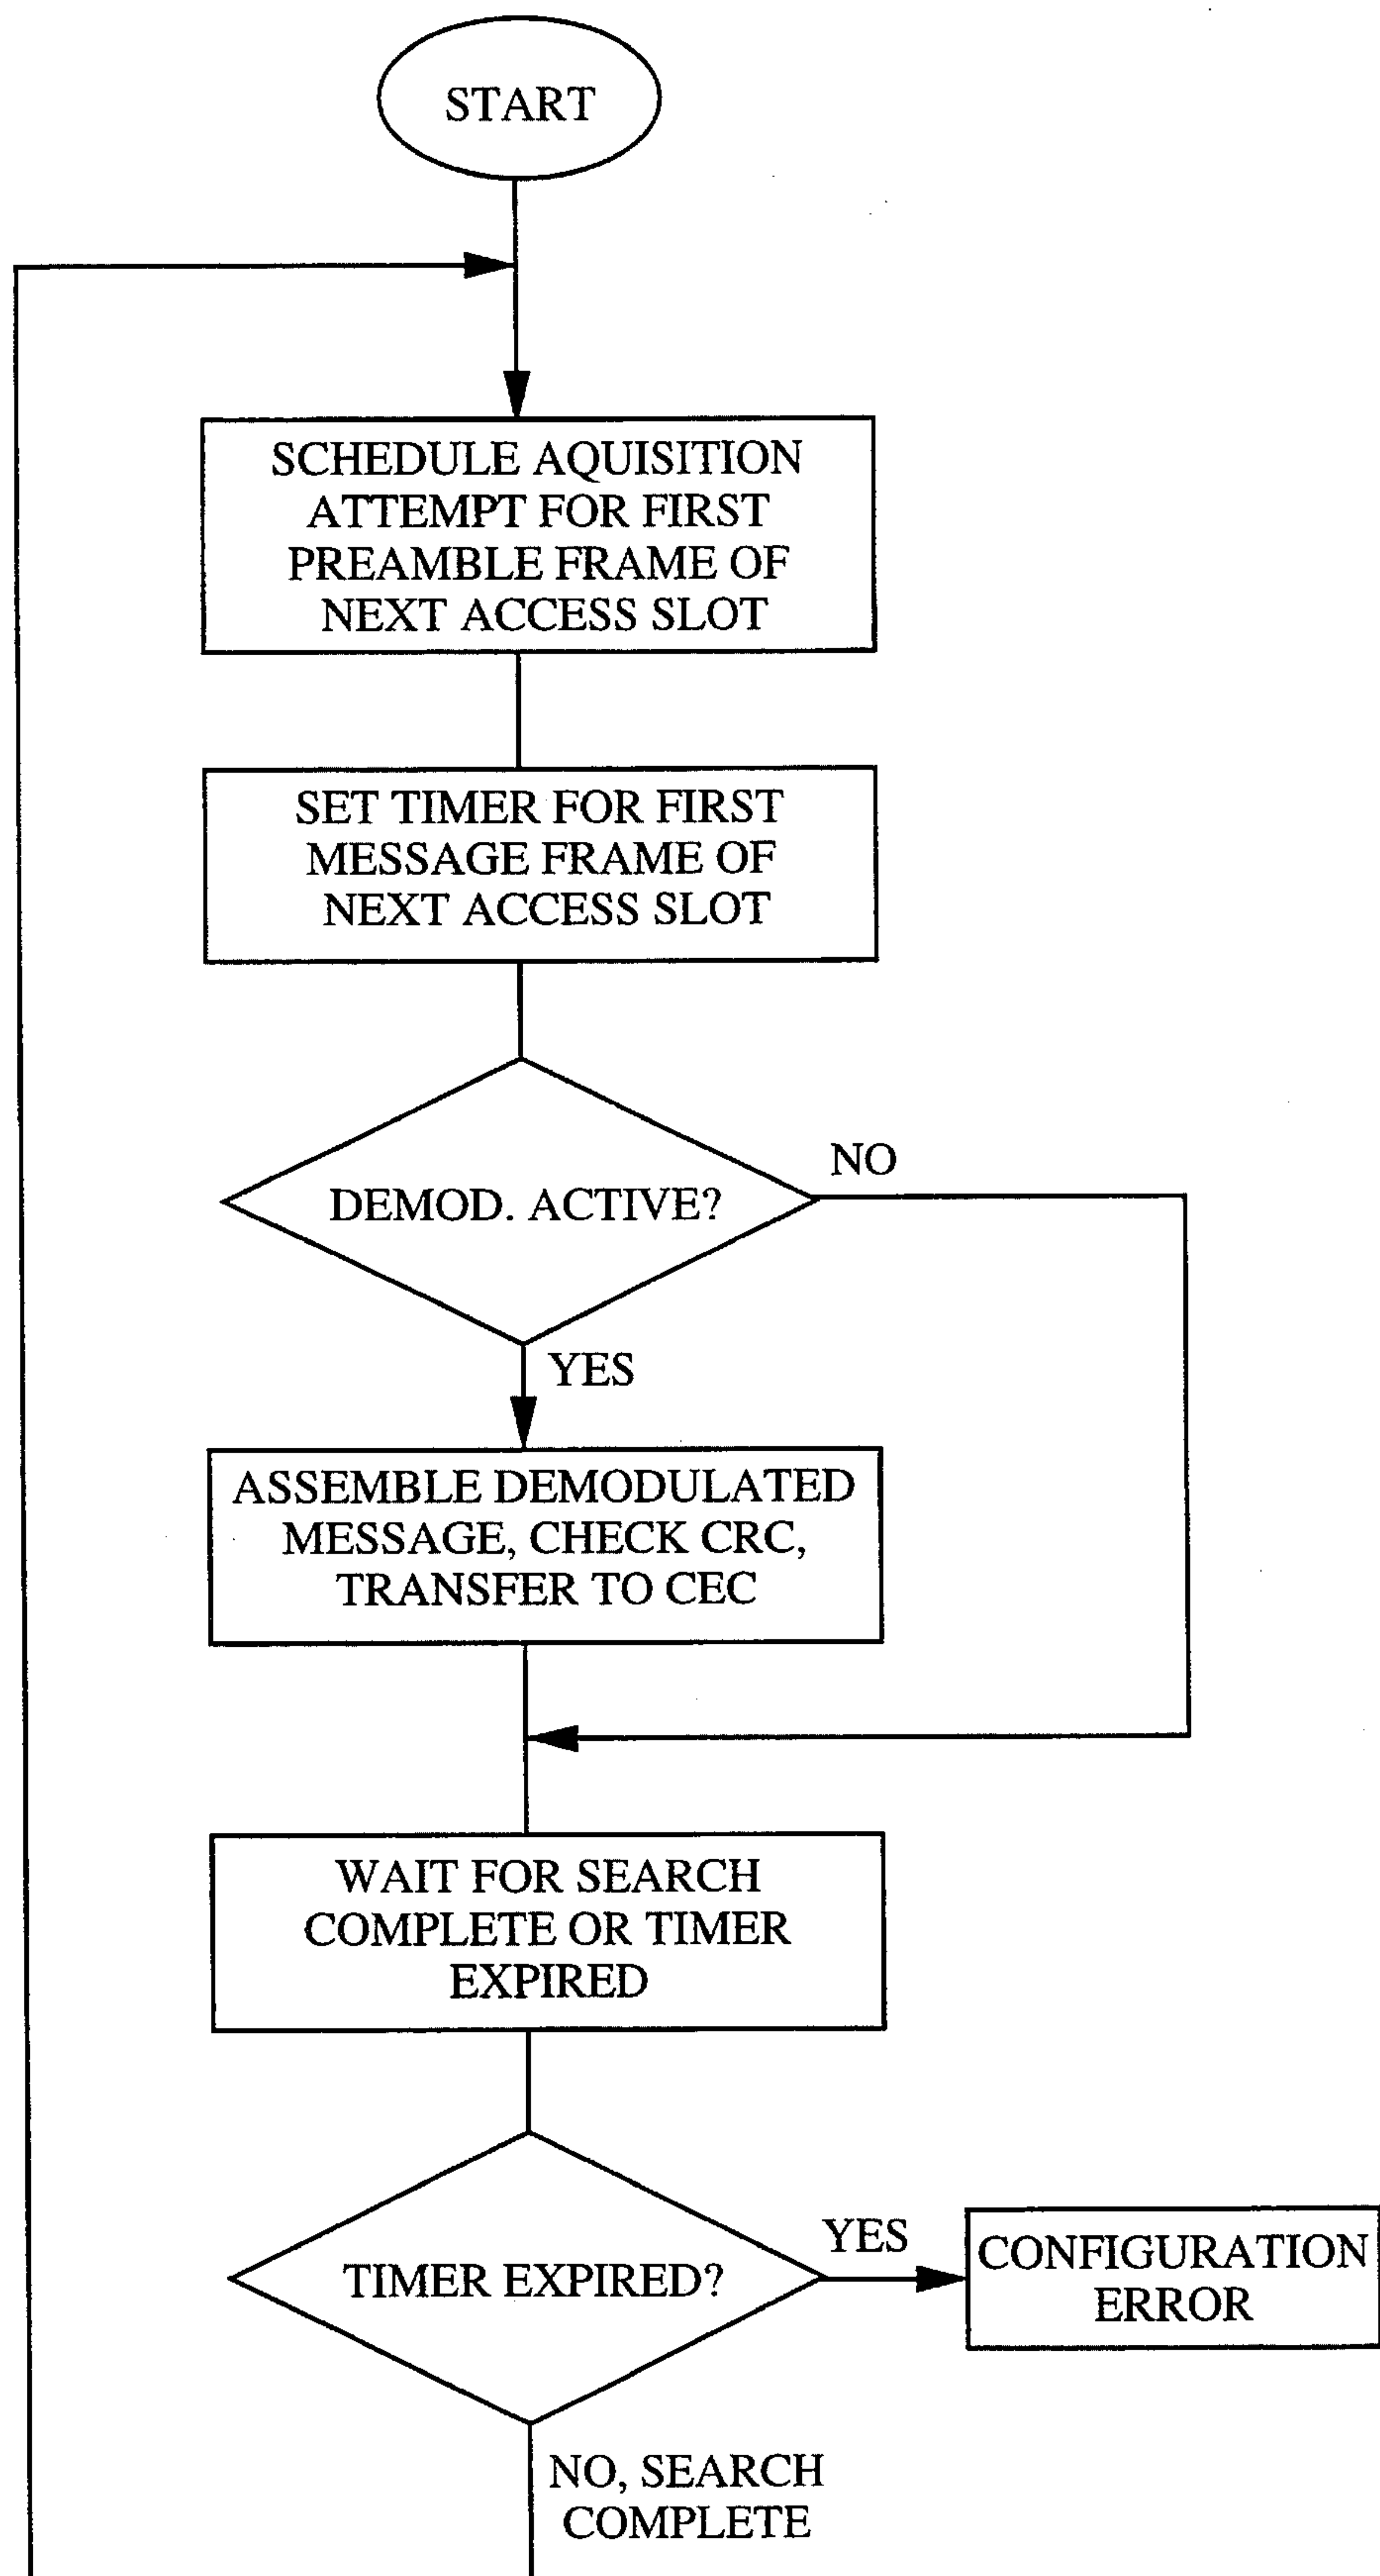 START
SCHEDULE AQUISITION
ATTEMPT FOR FIRST
PREAMBLE FRAME OF
NEXT ACCESS SLOT
SET TIMER FOR FIRST
MESSAGE FRAME OF
NEXT ACCESS SLOT
DEMOD. ACTIVE?
NO
YES
ASSEMBLE DEMODULATED
MESSAGE, CHECK CRC,
TRANSFER TO CEC
WAIT FOR SEARCH
COMPLETE OR TIMER
EXPIRED
TIMER EXPIRED?
YES
CONFIGURATION
ERROR
NO, SEARCH
COMPLETE